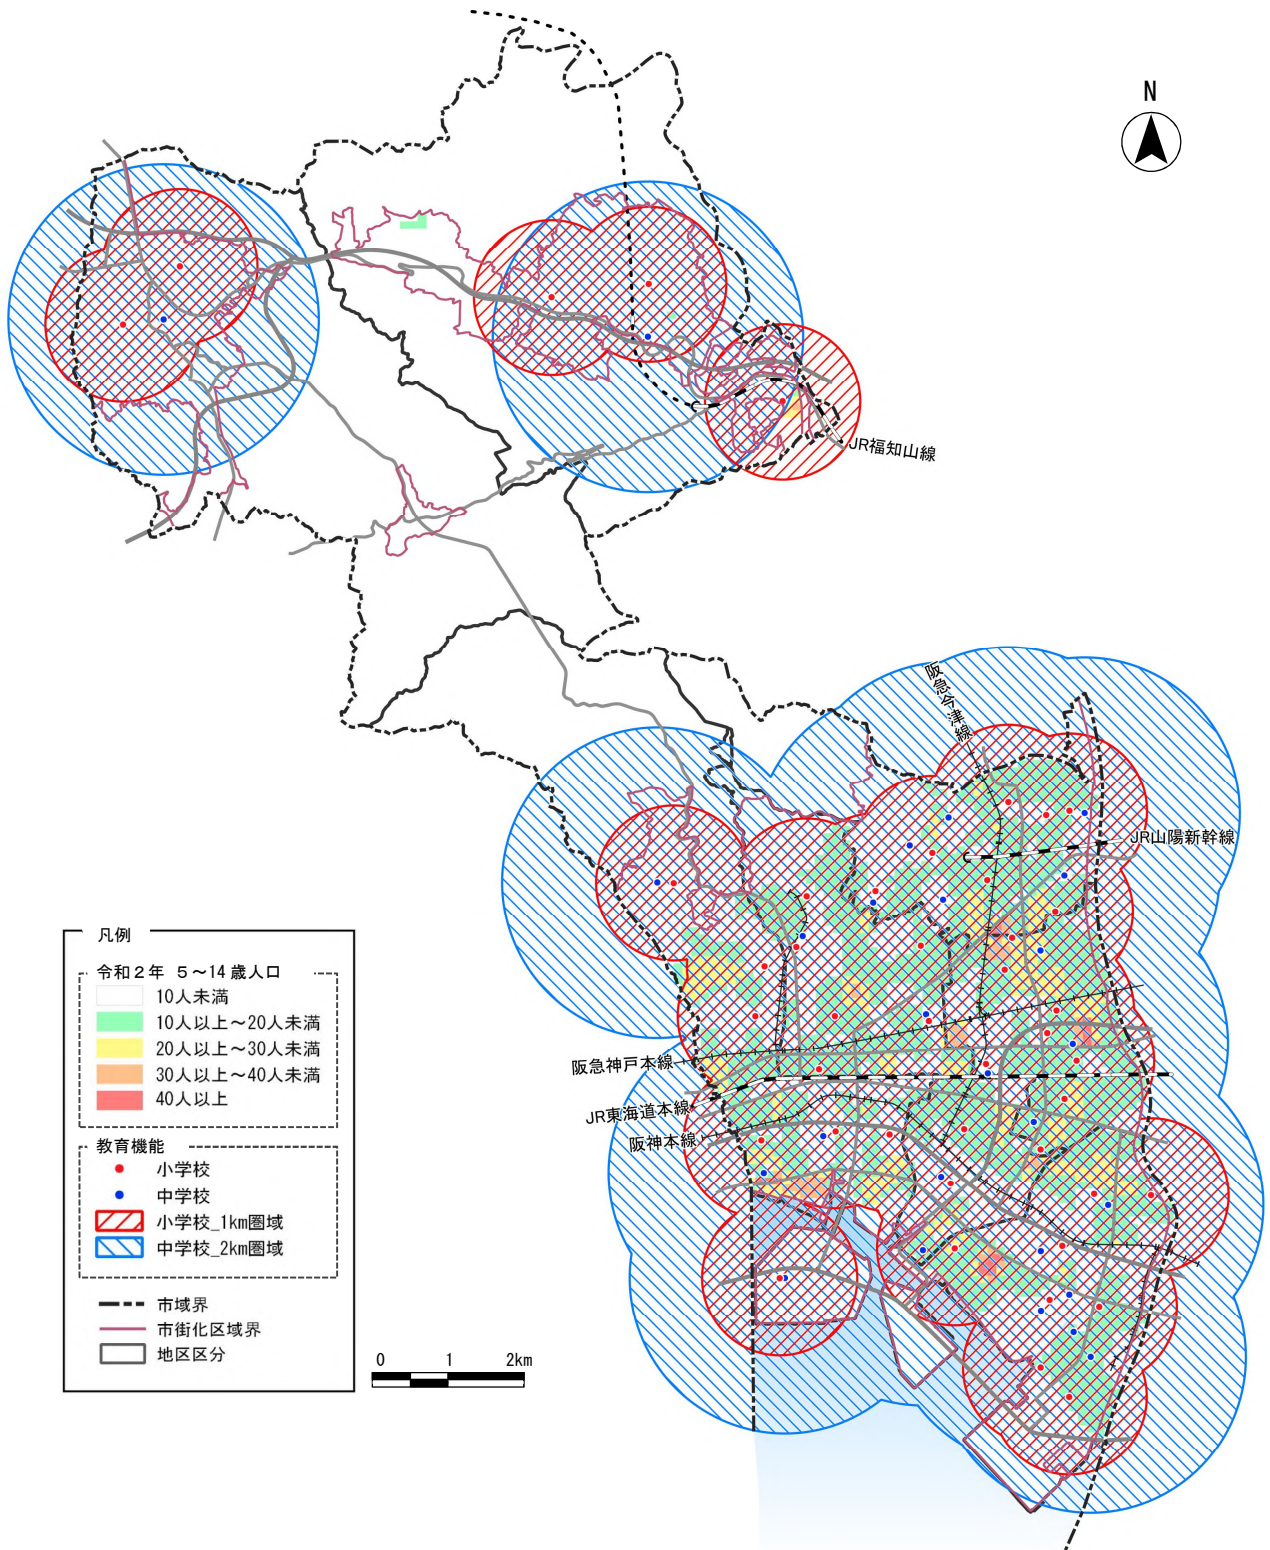 N
JR福知山線
阪急今津線
JR山陽新幹線
阪急神戸本線
JR東海道本線
阪神本線
凡例
令和2年 5~14歳人口
10人未満
10人以上~20人未満
20人以上~30人未満
30人以上~40人未満
40人以上
教育機能
小学校
中学校
小学校_1km圏域
中学校_2km圏域
市域界
市街化区域界
地区区分
0 1 2km